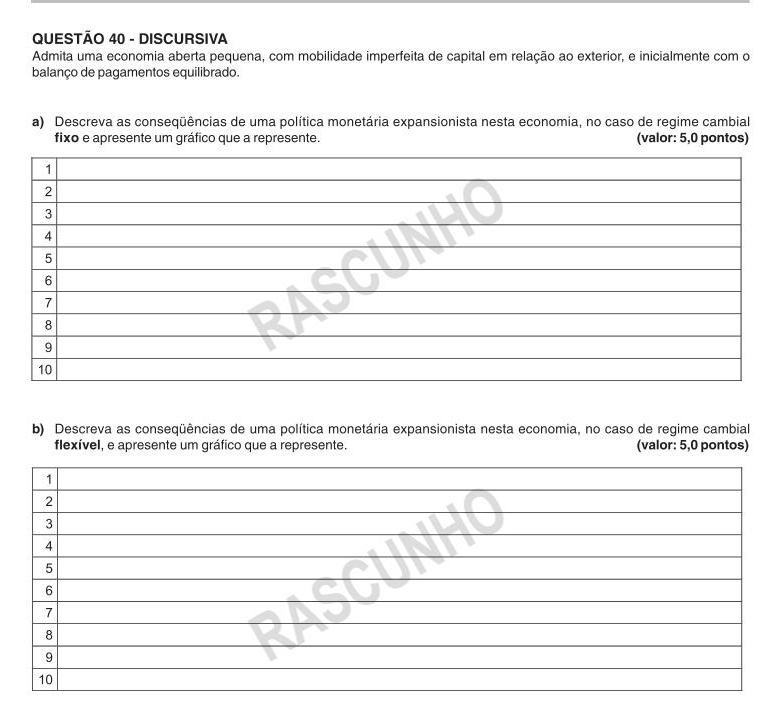 QUESTÃO 40 - DISCURSIVA
Admita uma economia aberta pequena, com mobilidade imperfeita de capital em relação ao exterior, e inicialmente com o
balanço de pagamentos equilibrado.
a) Descreva as conseqüências de uma política monetária expansionista nesta economia, no caso de regime cambial
fixo e apresente um gráfico que a represente. (valor: 5,0 pontos)
1
2
3
4
5
6
7
8
9
10
RASCUNHO
b) Descreva as conseqüências de uma política monetária expansionista nesta economia, no caso de regime cambial
flexível, e apresente um gráfico que a represente. (valor: 5,0 pontos)
1
2
3
4
5
6
7
8
9
10
RASCUNHO